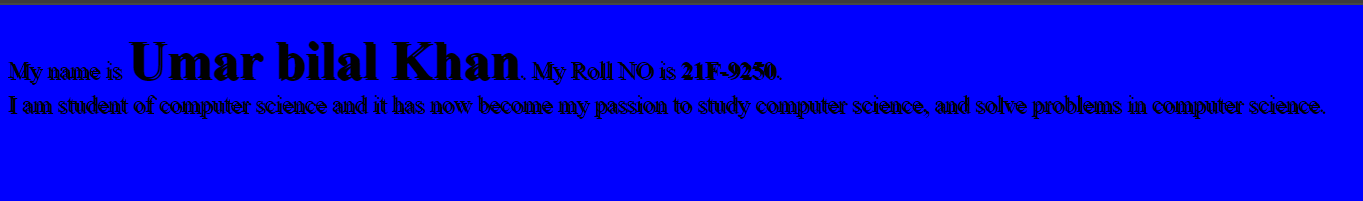 My name is Umar bilal Khan. My Roll NO is 21F-9250.
I am student of computer science and it has now become my passion to study computer science, and solve problems in computer science.